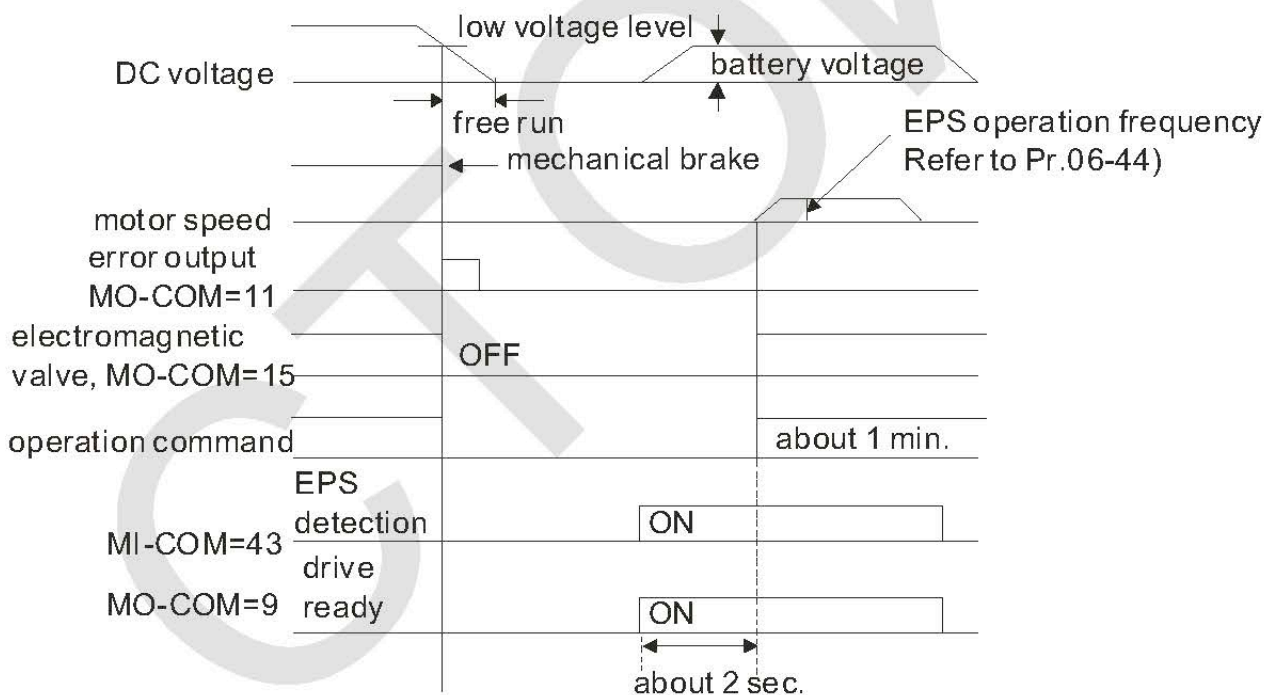 low voltage level
DC voltage
battery voltage
free run
EPS operation frequency
Refer to Pr.06-44)
mechanical brake
motor speed
error output
MO-COM=11
electromagnetic
valve, MO-COM=15
OFF
operation command
about 1 min.
EPS
detection
MI-COM=43
ON
drive
MO-COM=9
ready
ON
about 2 sec.
CTOW